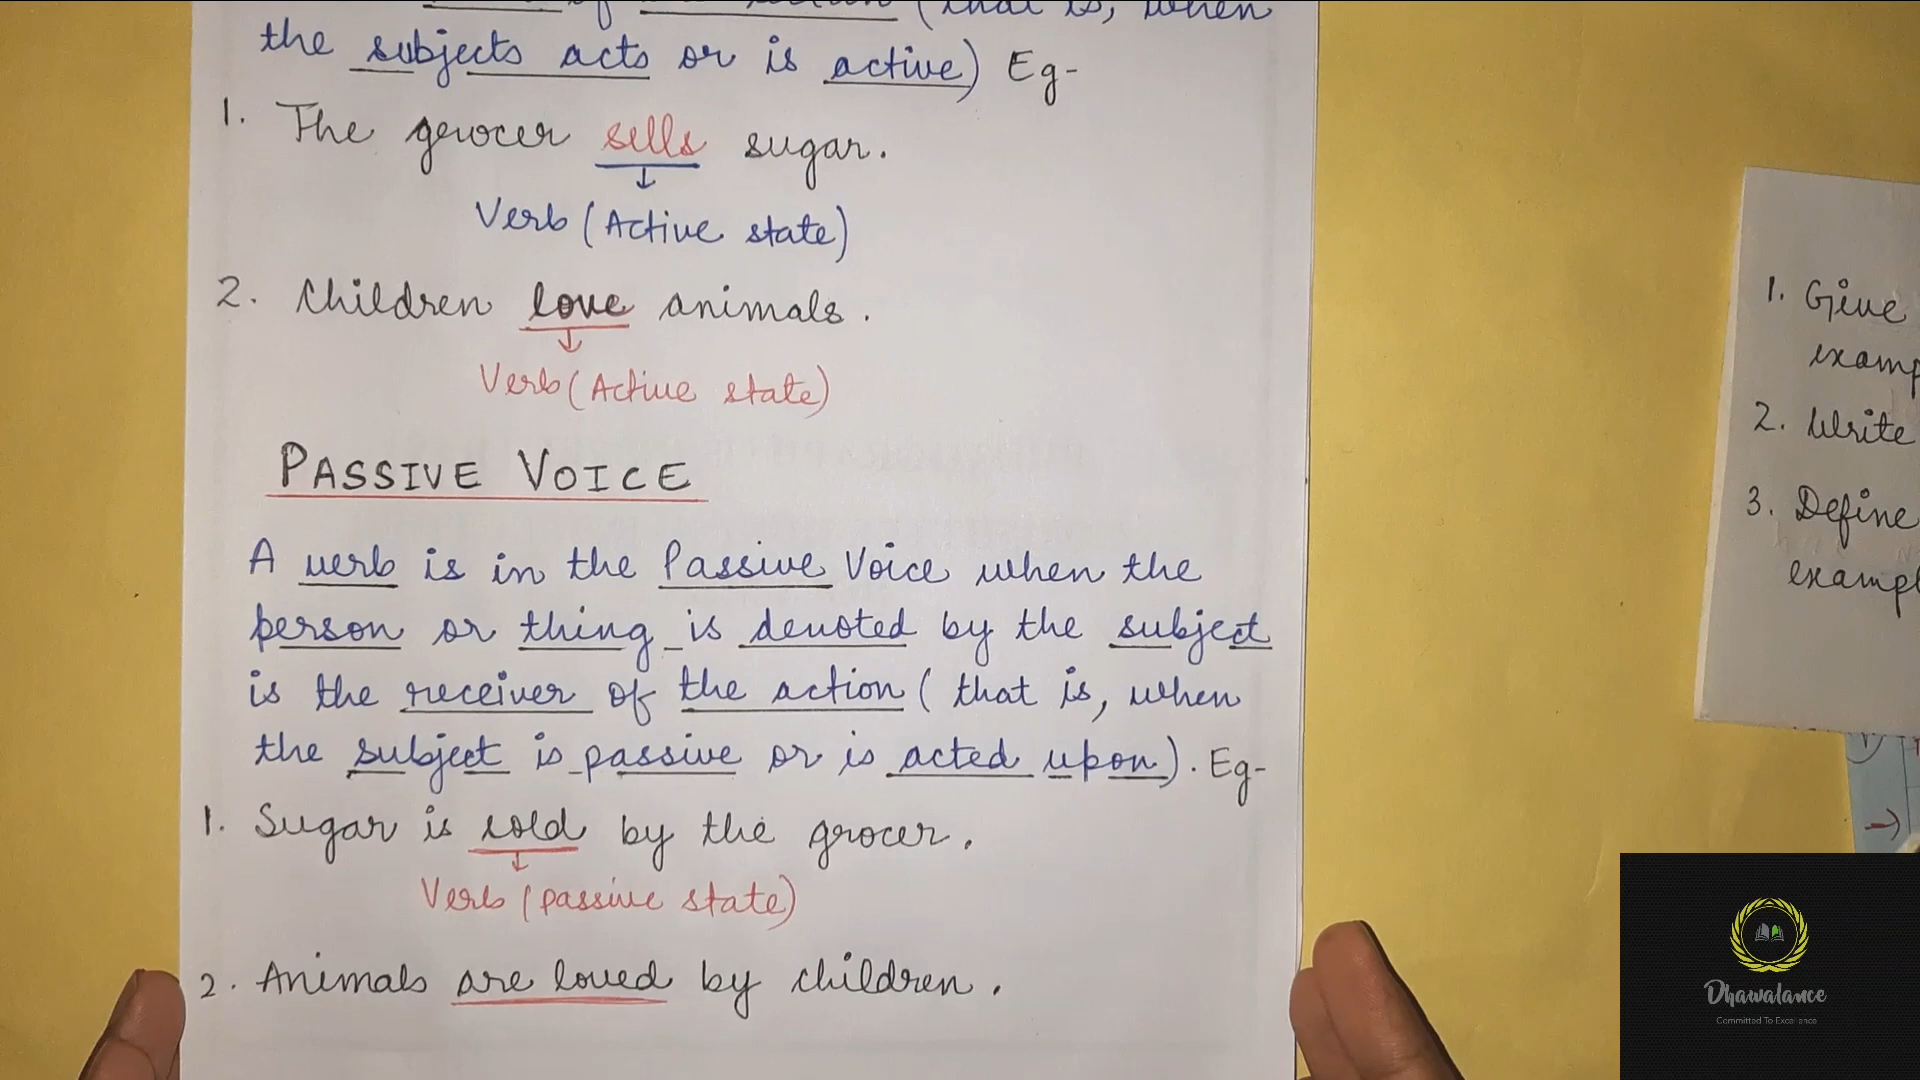 the subjects acts or is active) Eg-
1. The grocer sells sugar.
Verb (Active state)
2. Children love animals.
Verb (Active state)
PASSIVE VOICE
A verb is in the Passive Voice when the
person or thing is denoted by the subject
is the receiver of the action (that is, when
the subject is passive or is acted upon). Eg-
1. Sugar is sold by the grocer.
Verb (passive state)
2. Animals are loved by children.
1. Give
examp
2. Write
3. Define
exampl
Dhawalance
Committed To Excellence